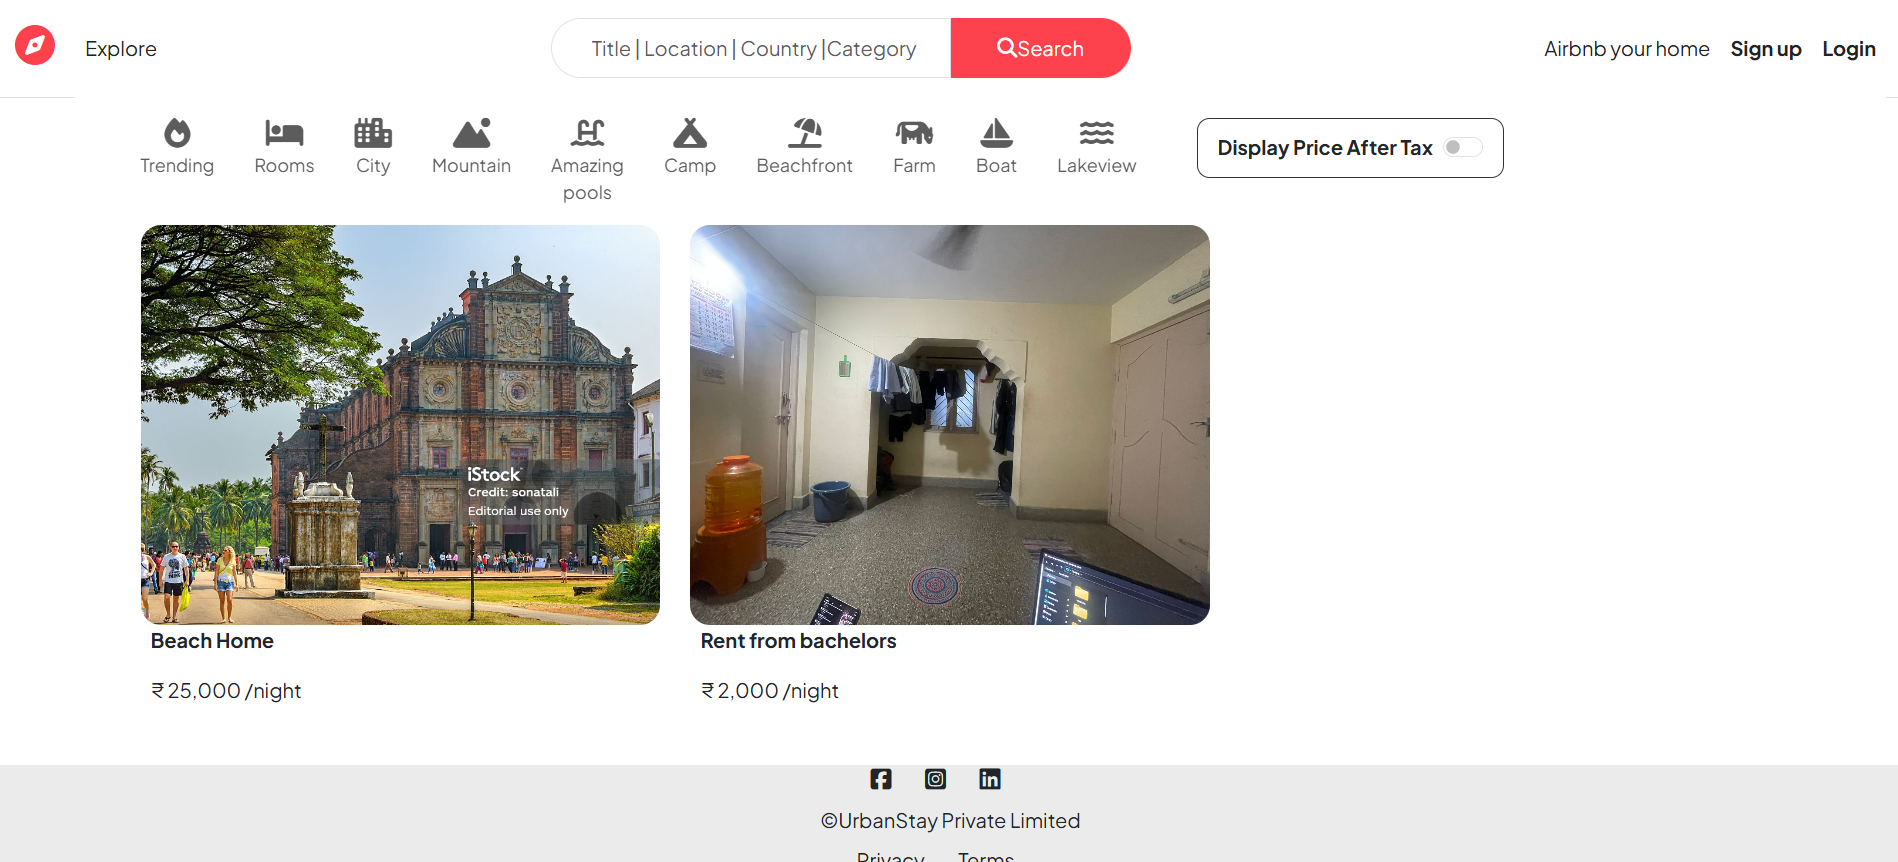 Explore
Title | Location | Country |Category
Search
Airbnb your home
Sign up
Login
Trending
Rooms
City
Mountain
Amazing
pools
Camp
Beachfront
Farm
Boat
Lakeview
Display Price After Tax
iStock
Credit: sonatali
Editorial use only
Beach Home
₹ 25,000 /night
Rent from bachelors
₹ 2,000 /night
©UrbanStay Private Limited
Privacy
Terms